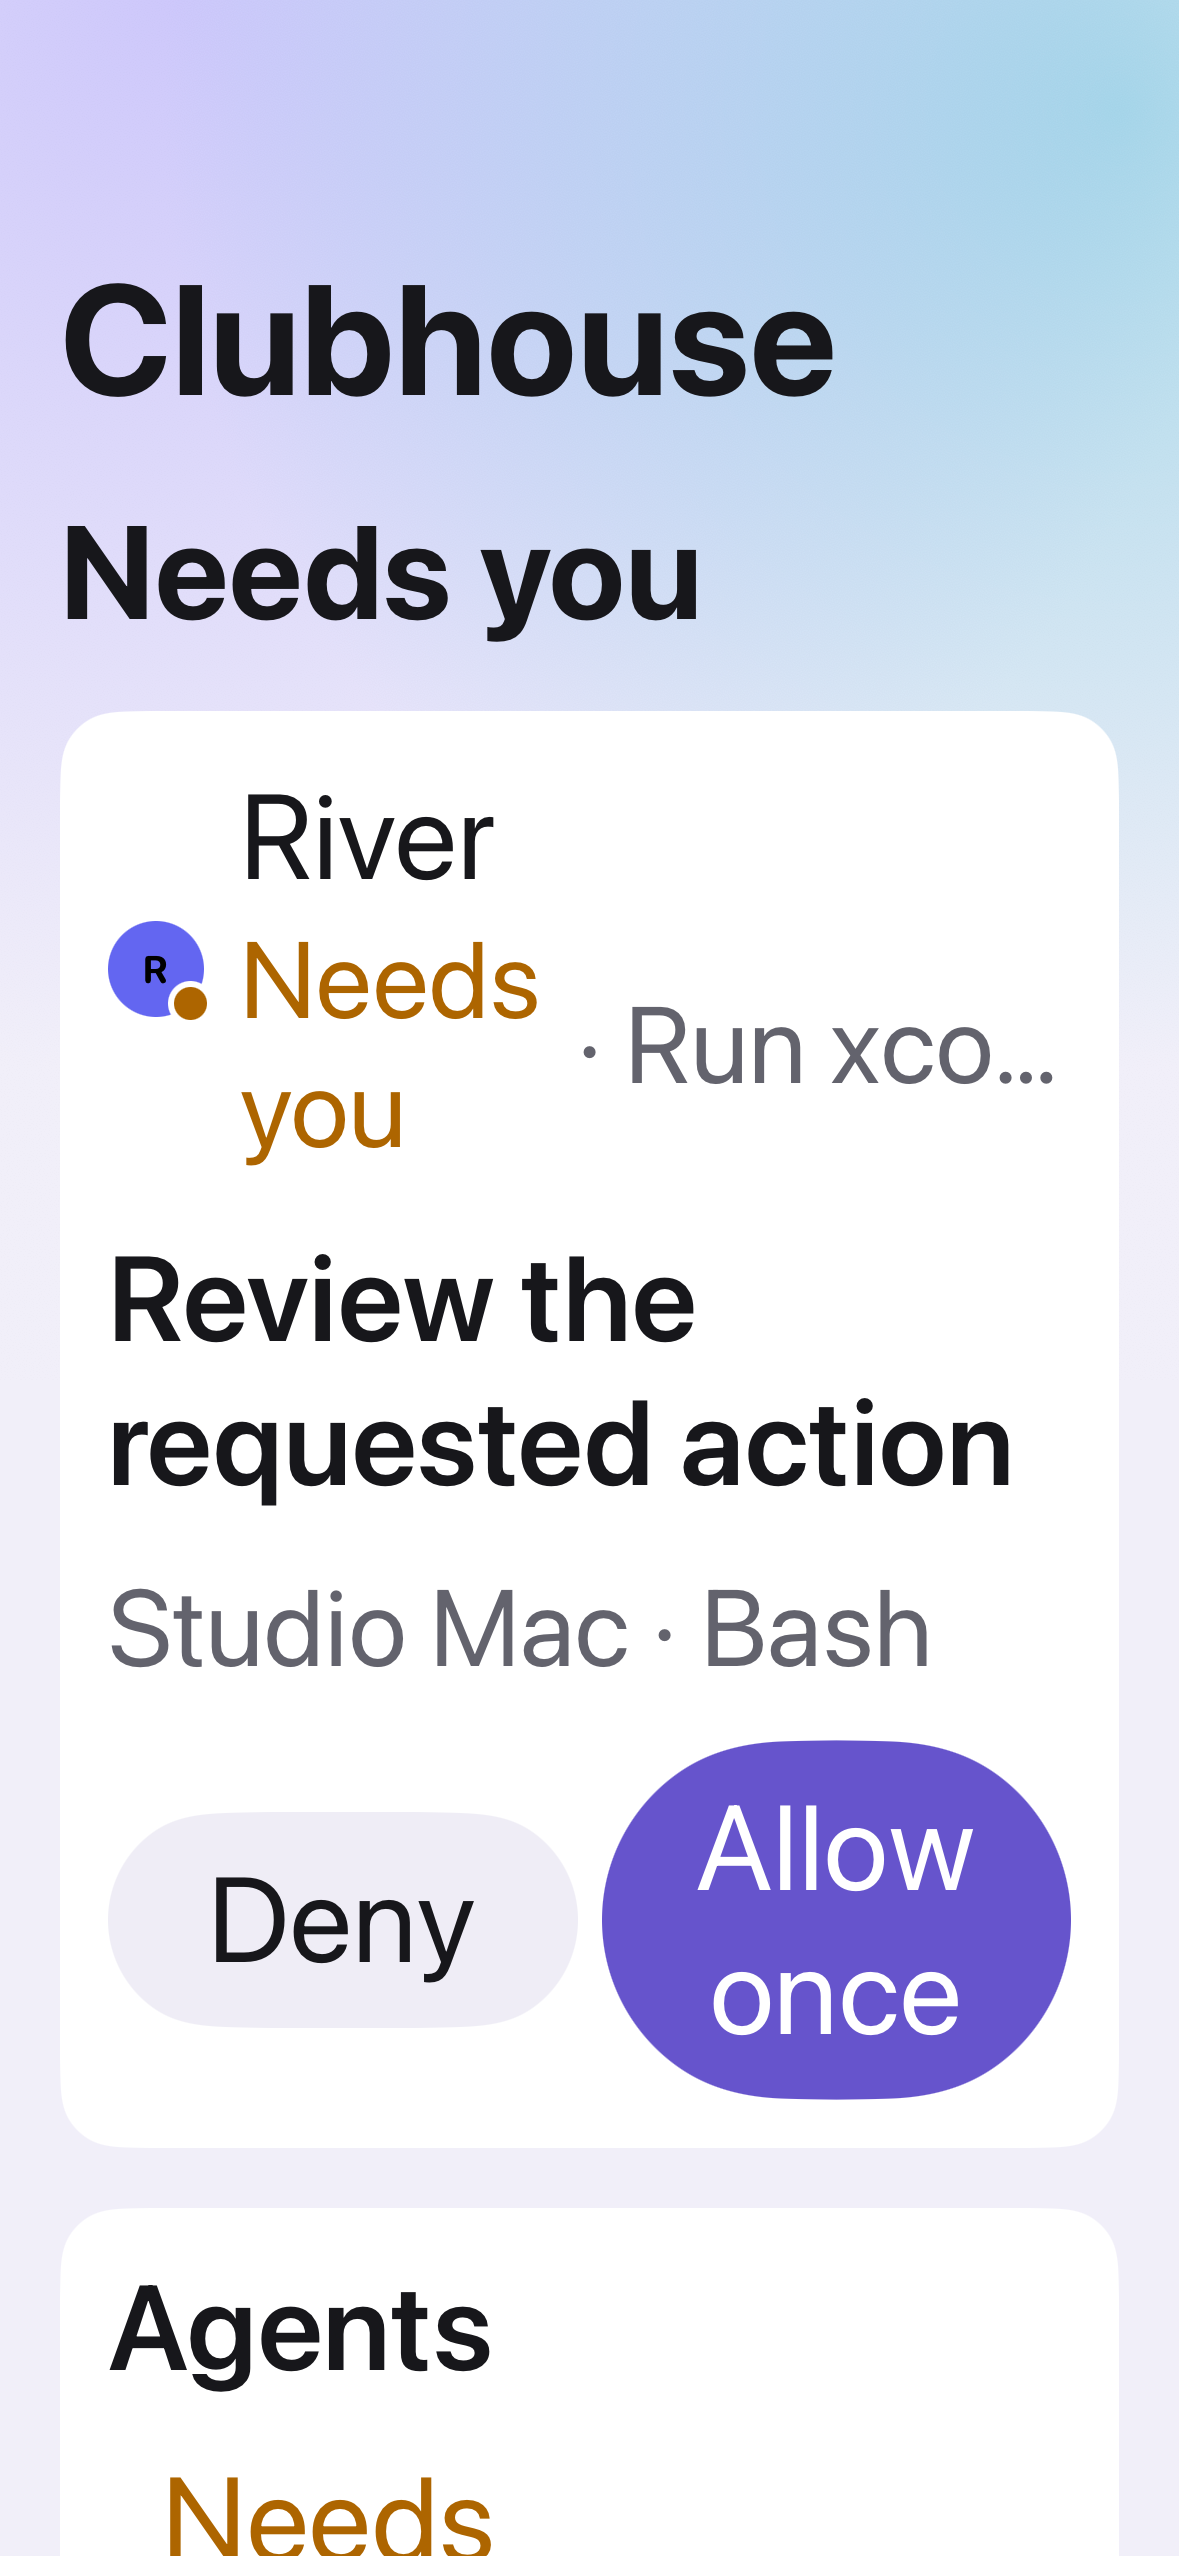 Clubhouse
Needs you
River
R
Needs
you
· Run xco...
Review the
requested action
Studio Mac · Bash
Deny
Allow
once
Agents
Needs